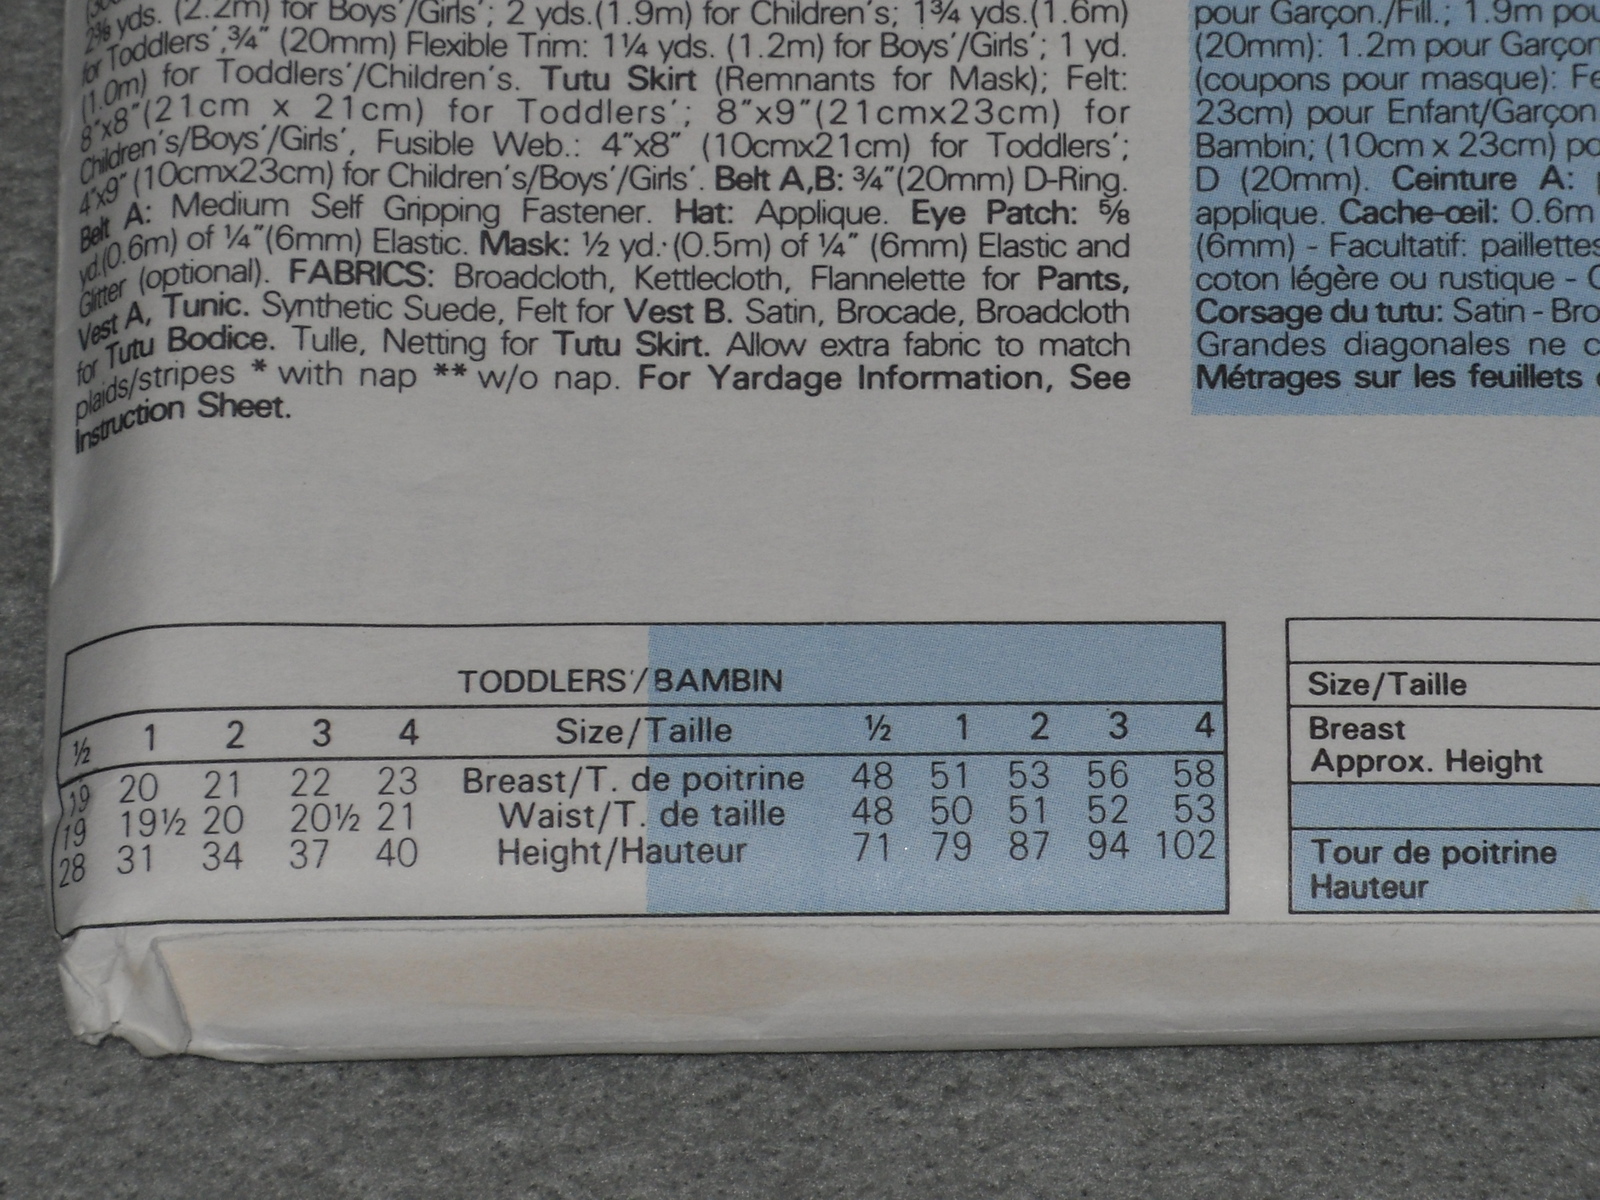 2⅜ yds. (2.2m) for Boys'/Girls'; 2 yds.(1.9m) for Children's; 1¾ yds.(1.6m)
for Toddlers',¾" (20mm) Flexible Trim: 1¼ yds. (1.2m) for Boys'/Girls'; 1 yd.
(1.0m) for Toddlers'/Children's. Tutu Skirt (Remnants for Mask); Felt:
8"x8"(21cm x 21cm) for Toddlers'; 8"x9"(21cmx23cm) for
Children's/Boys'/Girls', Fusible Web.: 4"x8" (10cmx21cm) for Toddlers';
4"x9"(10cmx23cm) for Children's/Boys'/Girls'. Belt A,B: ¾"(20mm) D-Ring.
Belt A: Medium Self Gripping Fastener. Hat: Applique. Eye Patch: ⅝
yd.(0.6m) of ¼"(6mm) Elastic. Mask: ½ yd. (0.5m) of ¼" (6mm) Elastic and
Glitter (optional). FABRICS: Broadcloth, Kettlecloth, Flannelette for Pants,
Vest A, Tunic. Synthetic Suede, Felt for Vest B. Satin, Brocade, Broadcloth
for Tutu Bodice. Tulle, Netting for Tutu Skirt. Allow extra fabric to match
plaids/stripes * with nap ** w/o nap. For Yardage Information, See
Instruction Sheet.
pour Garçon./Fill.; 1.9m
(20mm): 1.2m pour Garçon
(coupons pour masque):
23cm) pour Enfant/Garçon
Bambin; (10cm x 23cm)
D (20mm). Ceinture A:
applique. Cache-œil: 0.6m
(6mm) - Facultatif: paillettes
coton légère ou rustique -
Corsage du tutu: Satin -
Grandes diagonales ne
Métrages sur les feuillets
TODDLERS'/BAMBIN
½ 1 2 3 4 Size/Taille ½ 1 2 3 4
19 20 21 22 23 Breast/T. de poitrine 48 51 53 56 58
19 19½ 20 20½ 21 Waist/T. de taille 48 50 51 52 53
28 31 34 37 40 Height/Hauteur 71 79 87 94 102
Size/Taille
Breast
Approx. Height
Tour de poitrine
Hauteur